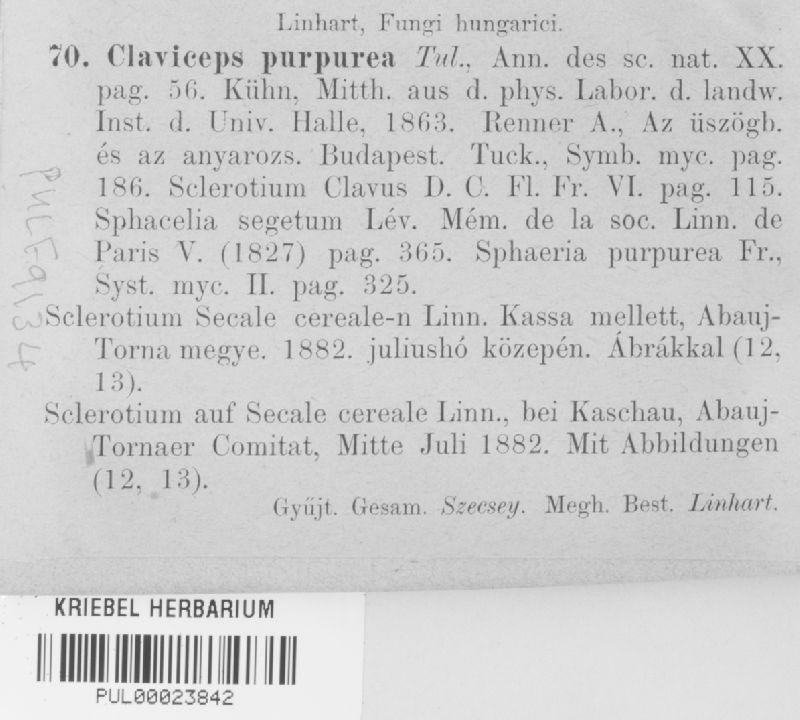 Linhart, Fungi hungarici.
70. Claviceps purpurea Tul., Ann. des sc. nat. XX.
pag. 56. Kühn, Mitth. aus d. phys. Labor. d. landw.
Inst. d. Univ. Halle, 1863. Renner A., Az üszögb.
és az anyarozs. Budapest. Tuck., Symb. myc. pag.
186. Sclerotium Clavus D. C. Fl. Fr. VI. pag. 115.
Sphacelia segetum Lév. Mém. de la soc. Linn. de
Paris V. (1827) pag. 365. Sphaeria purpurea Fr.,
Syst. myc. II. pag. 325.
Sclerotium Secale cereale-n Linn. Kassa mellett, Abauj-
Torna megye. 1882. juliushó közepén. Ábrákkal (12,
13).
Sclerotium auf Secale cereale Linn., bei Kaschau, Abauj-
Tornaer Comitat, Mitte Juli 1882. Mit Abbildungen
(12, 13).
Gyűjt. Gesam. Szecsey. Megh. Best. Linhart.
PUL F9134
KRIEBEL HERBARIUM
PUL00023842